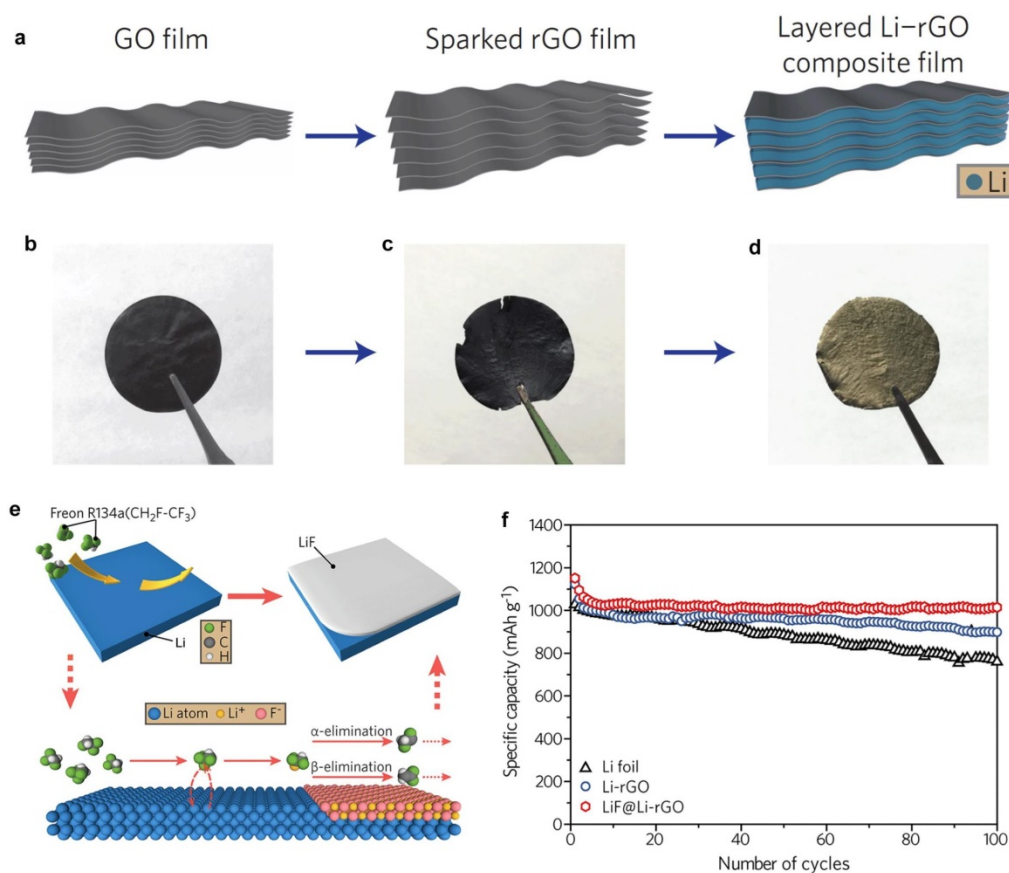 a
GO film
Sparked rGO film
Layered Li–rGO
composite film
Li
b
c
d
e
Freon R134a(CH₂F-CF₃)
LiF
Li
F
C
H
Li atom
Li⁺
F⁻
α-elimination
β-elimination
f
Specific capacity (mAh g⁻¹)
1400
1200
1000
800
600
400
200
0
Li foil
Li-rGO
LiF@Li-rGO
0
20
40
60
80
100
Number of cycles